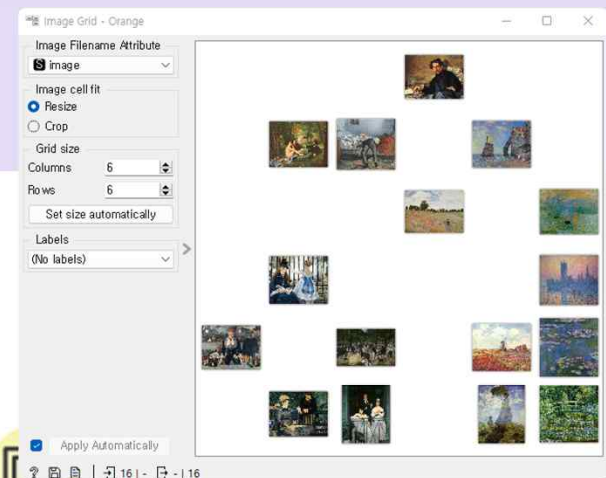 Image Grid - Orange
Image Filename Attribute
S image
Image cell fit
Resize
Crop
Grid size
Columns 6
Rows 6
Set size automatically
Labels
(No labels)
Apply Automatically
? 16 | - - | 16